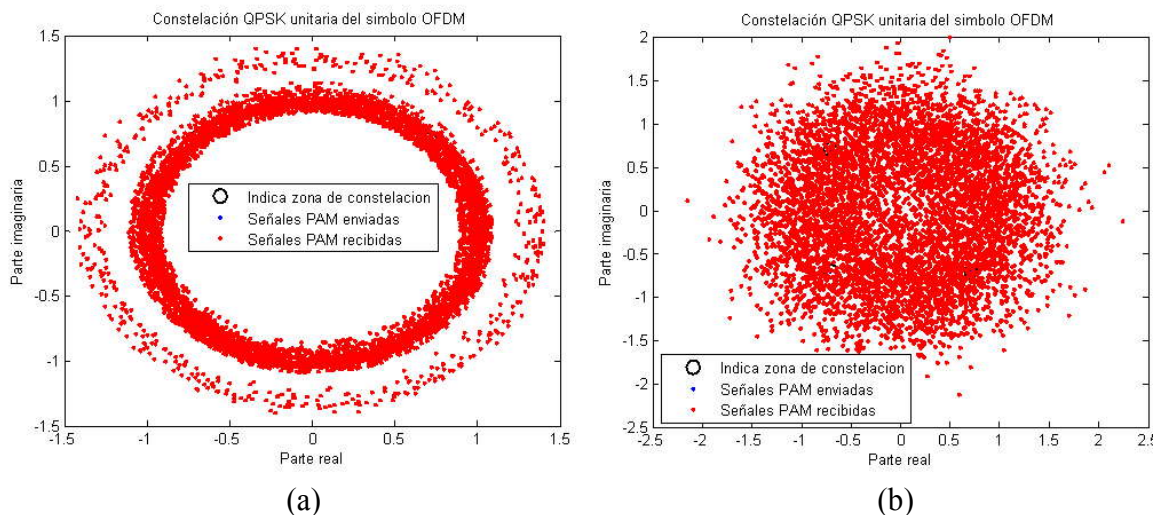 Constelación QPSK unitaria del simbolo OFDM
1.5
1
0.5
0
-0.5
-1
-1.5
Parte imaginaria
Indica zona de constelacion
Señales PAM enviadas
Señales PAM recibidas
-1.5 -1 -0.5 0 0.5 1 1.5
Parte real
(a)
Constelación QPSK unitaria del simbolo OFDM
2
1.5
1
0.5
0
-0.5
-1
-1.5
-2
-2.5
Parte imaginaria
Indica zona de constelacion
Señales PAM enviadas
Señales PAM recibidas
-2.5 -2 -1.5 -1 -0.5 0 0.5 1 1.5 2 2.5
Parte real
(b)